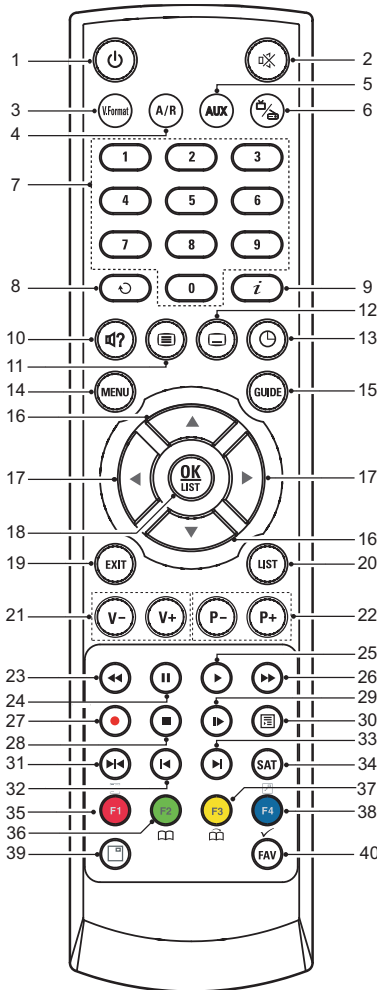 1
2
5
3
V.Format
A/R
AUX
4
6
1 2 3
7
4 5 6
7 8 9
8
0
i
9
12
10
?
11
13
14
MENU
GUIDE
15
16
17
OK
LIST
17
18
16
19
EXIT
LIST
20
21
V-
V+
P-
P+
22
25
23
26
24
29
27
30
28
33
31
SAT
34
32
37
35
F1
F2
F3
F4
38
36
39
FAV
40